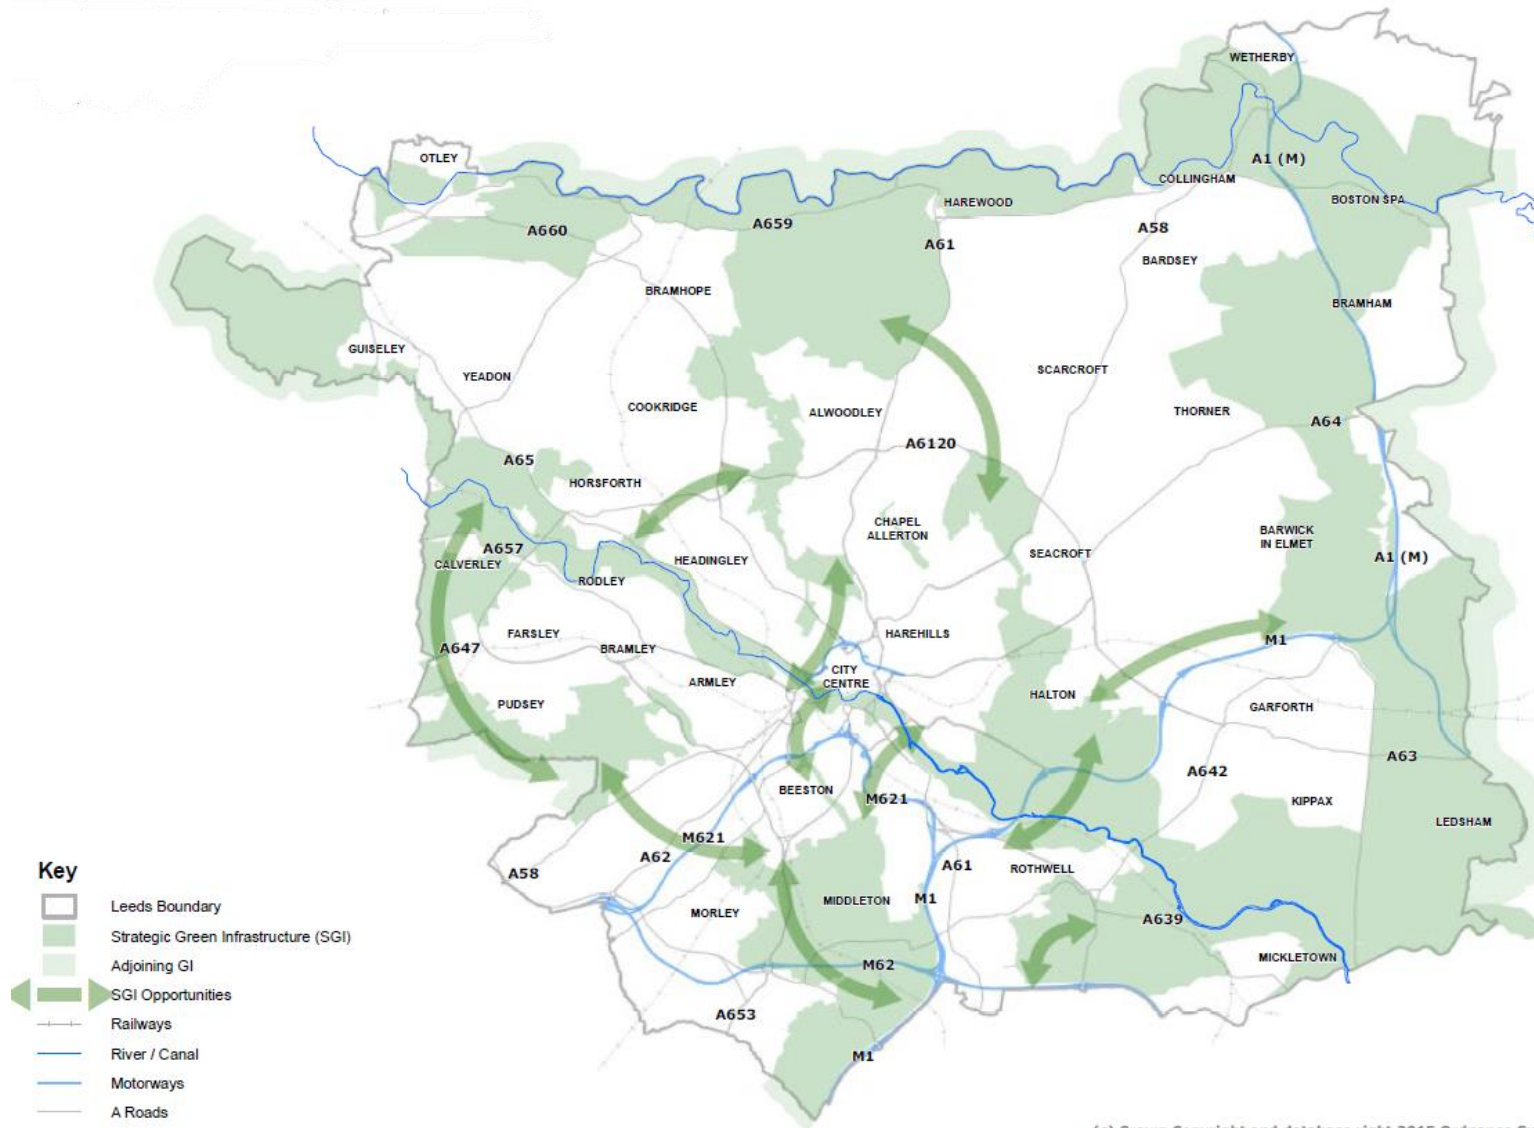 WETHERBY
OTLEY
A1 (M)
COLLINGHAM
HAREWOOD
BOSTON SPA
A660
A659
A61
A58
BARDSEY
BRAMHOPE
BRAMHAM
GUISELEY
YEADON
SCARCROFT
COOKRIDGE
ALWOODLEY
THORNER
A64
A6120
A65
HORSFORTH
CHAPEL
ALLERTON
BARWICK
IN ELMET
A657
SEACROFT
A1 (M)
CALVERLEY
HEADINGLEY
RODLEY
FARSLEY
HAREHILLS
A647
BRAMLEY
M1
CITY
CENTRE
ARMLEY
HALTON
PUDSEY
GARFORTH
A63
A642
BEESTON
M621
KIPPAX
LEDSHAM
M621
A62
A61
ROTHWELL
A58
MIDDLETON
M1
MORLEY
A639
MICKLETOWN
M62
A653
M1
Key
Leeds Boundary
Strategic Green Infrastructure (SGI)
Adjoining GI
SGI Opportunities
Railways
River / Canal
Motorways
A Roads